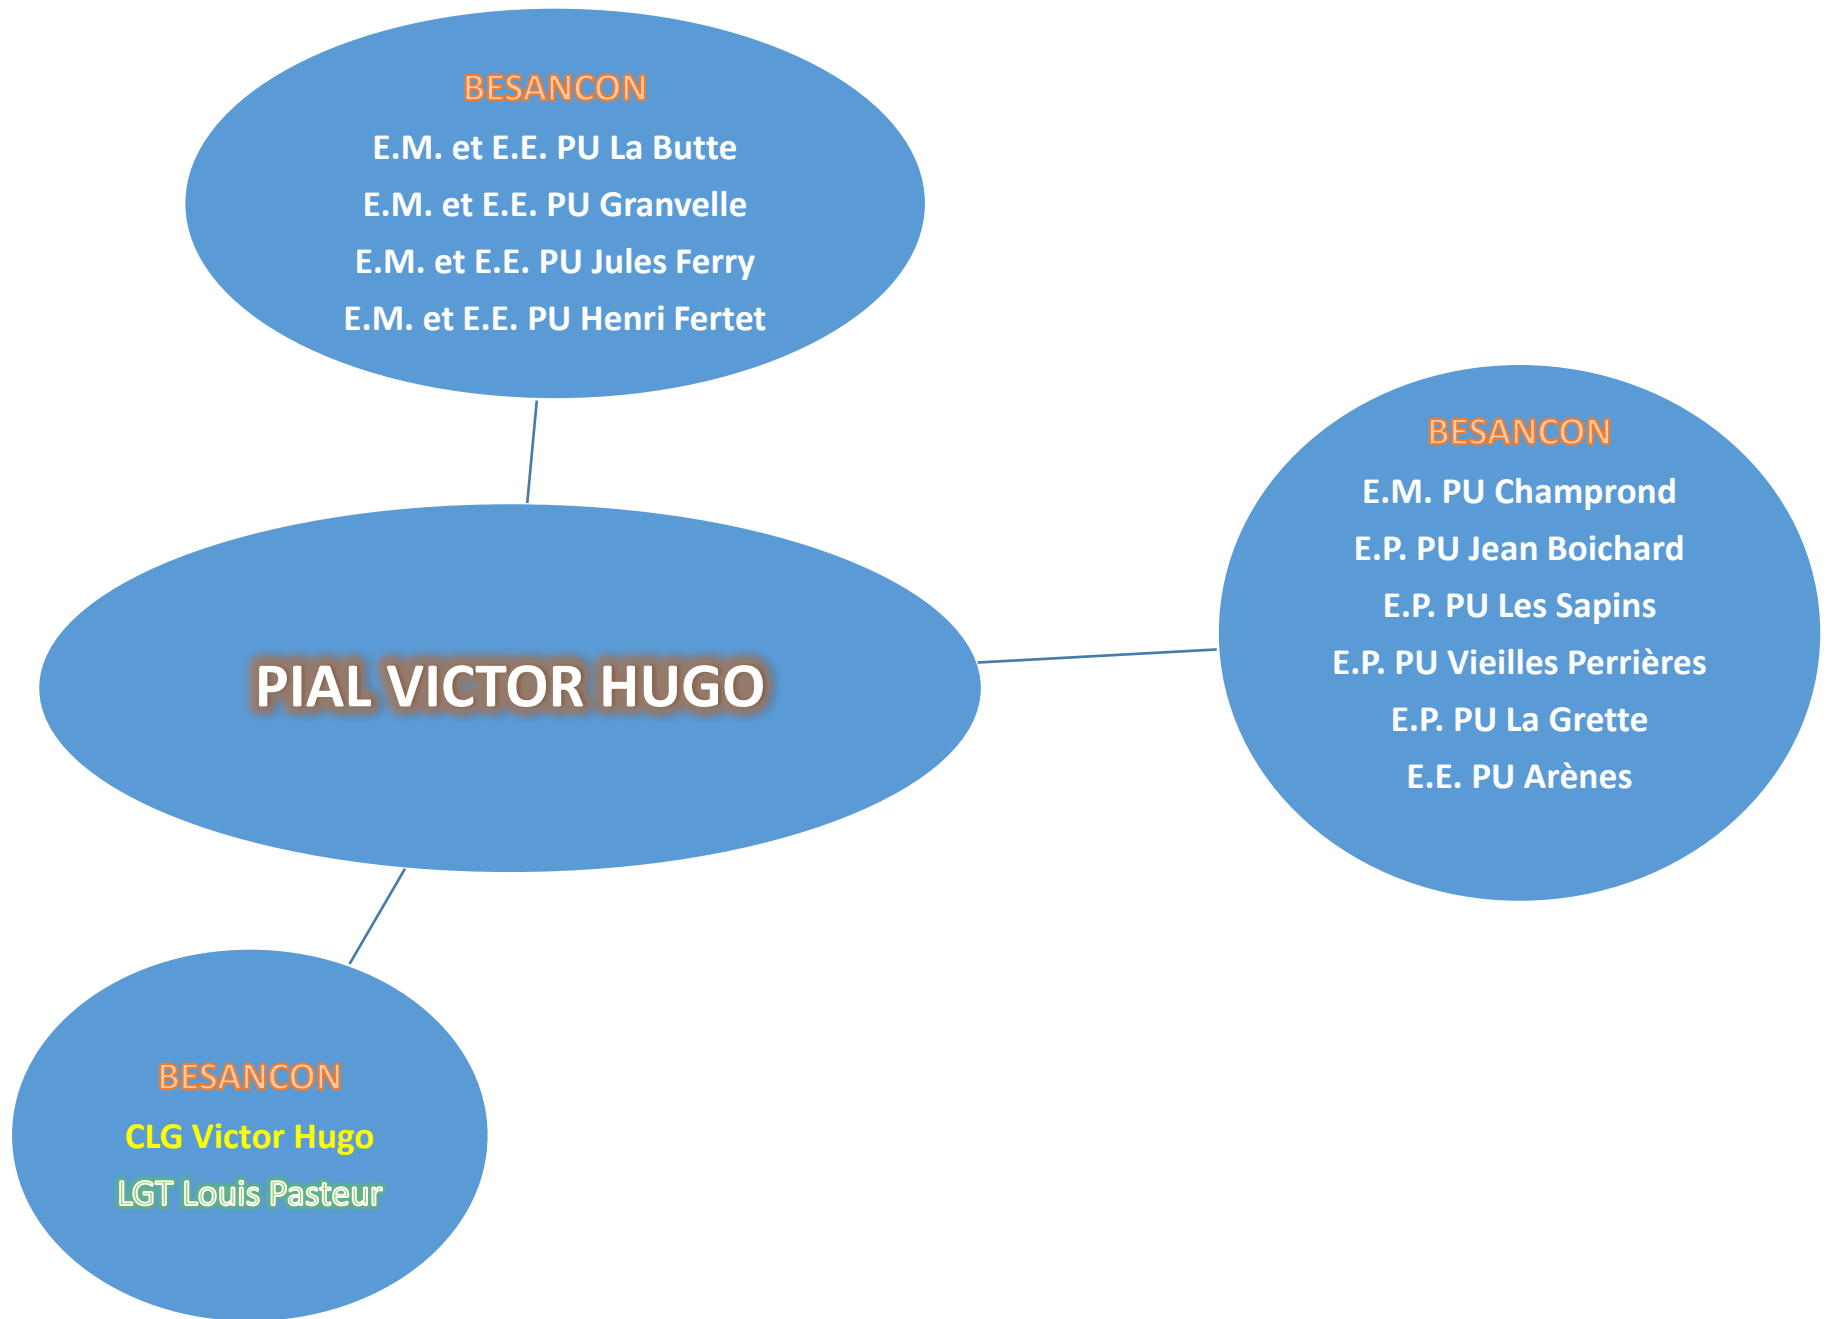 BESANCON
E.M. et E.E. PU La Butte
E.M. et E.E. PU Granvelle
E.M. et E.E. PU Jules Ferry
E.M. et E.E. PU Henri Fertet
BESANCON
E.M. PU Champrond
E.P. PU Jean Boichard
E.P. PU Les Sapins
E.P. PU Vieilles Perrières
E.P. PU La Grette
E.E. PU Arènes
PIAL VICTOR HUGO
BESANCON
CLG Victor Hugo
LGT Louis Pasteur